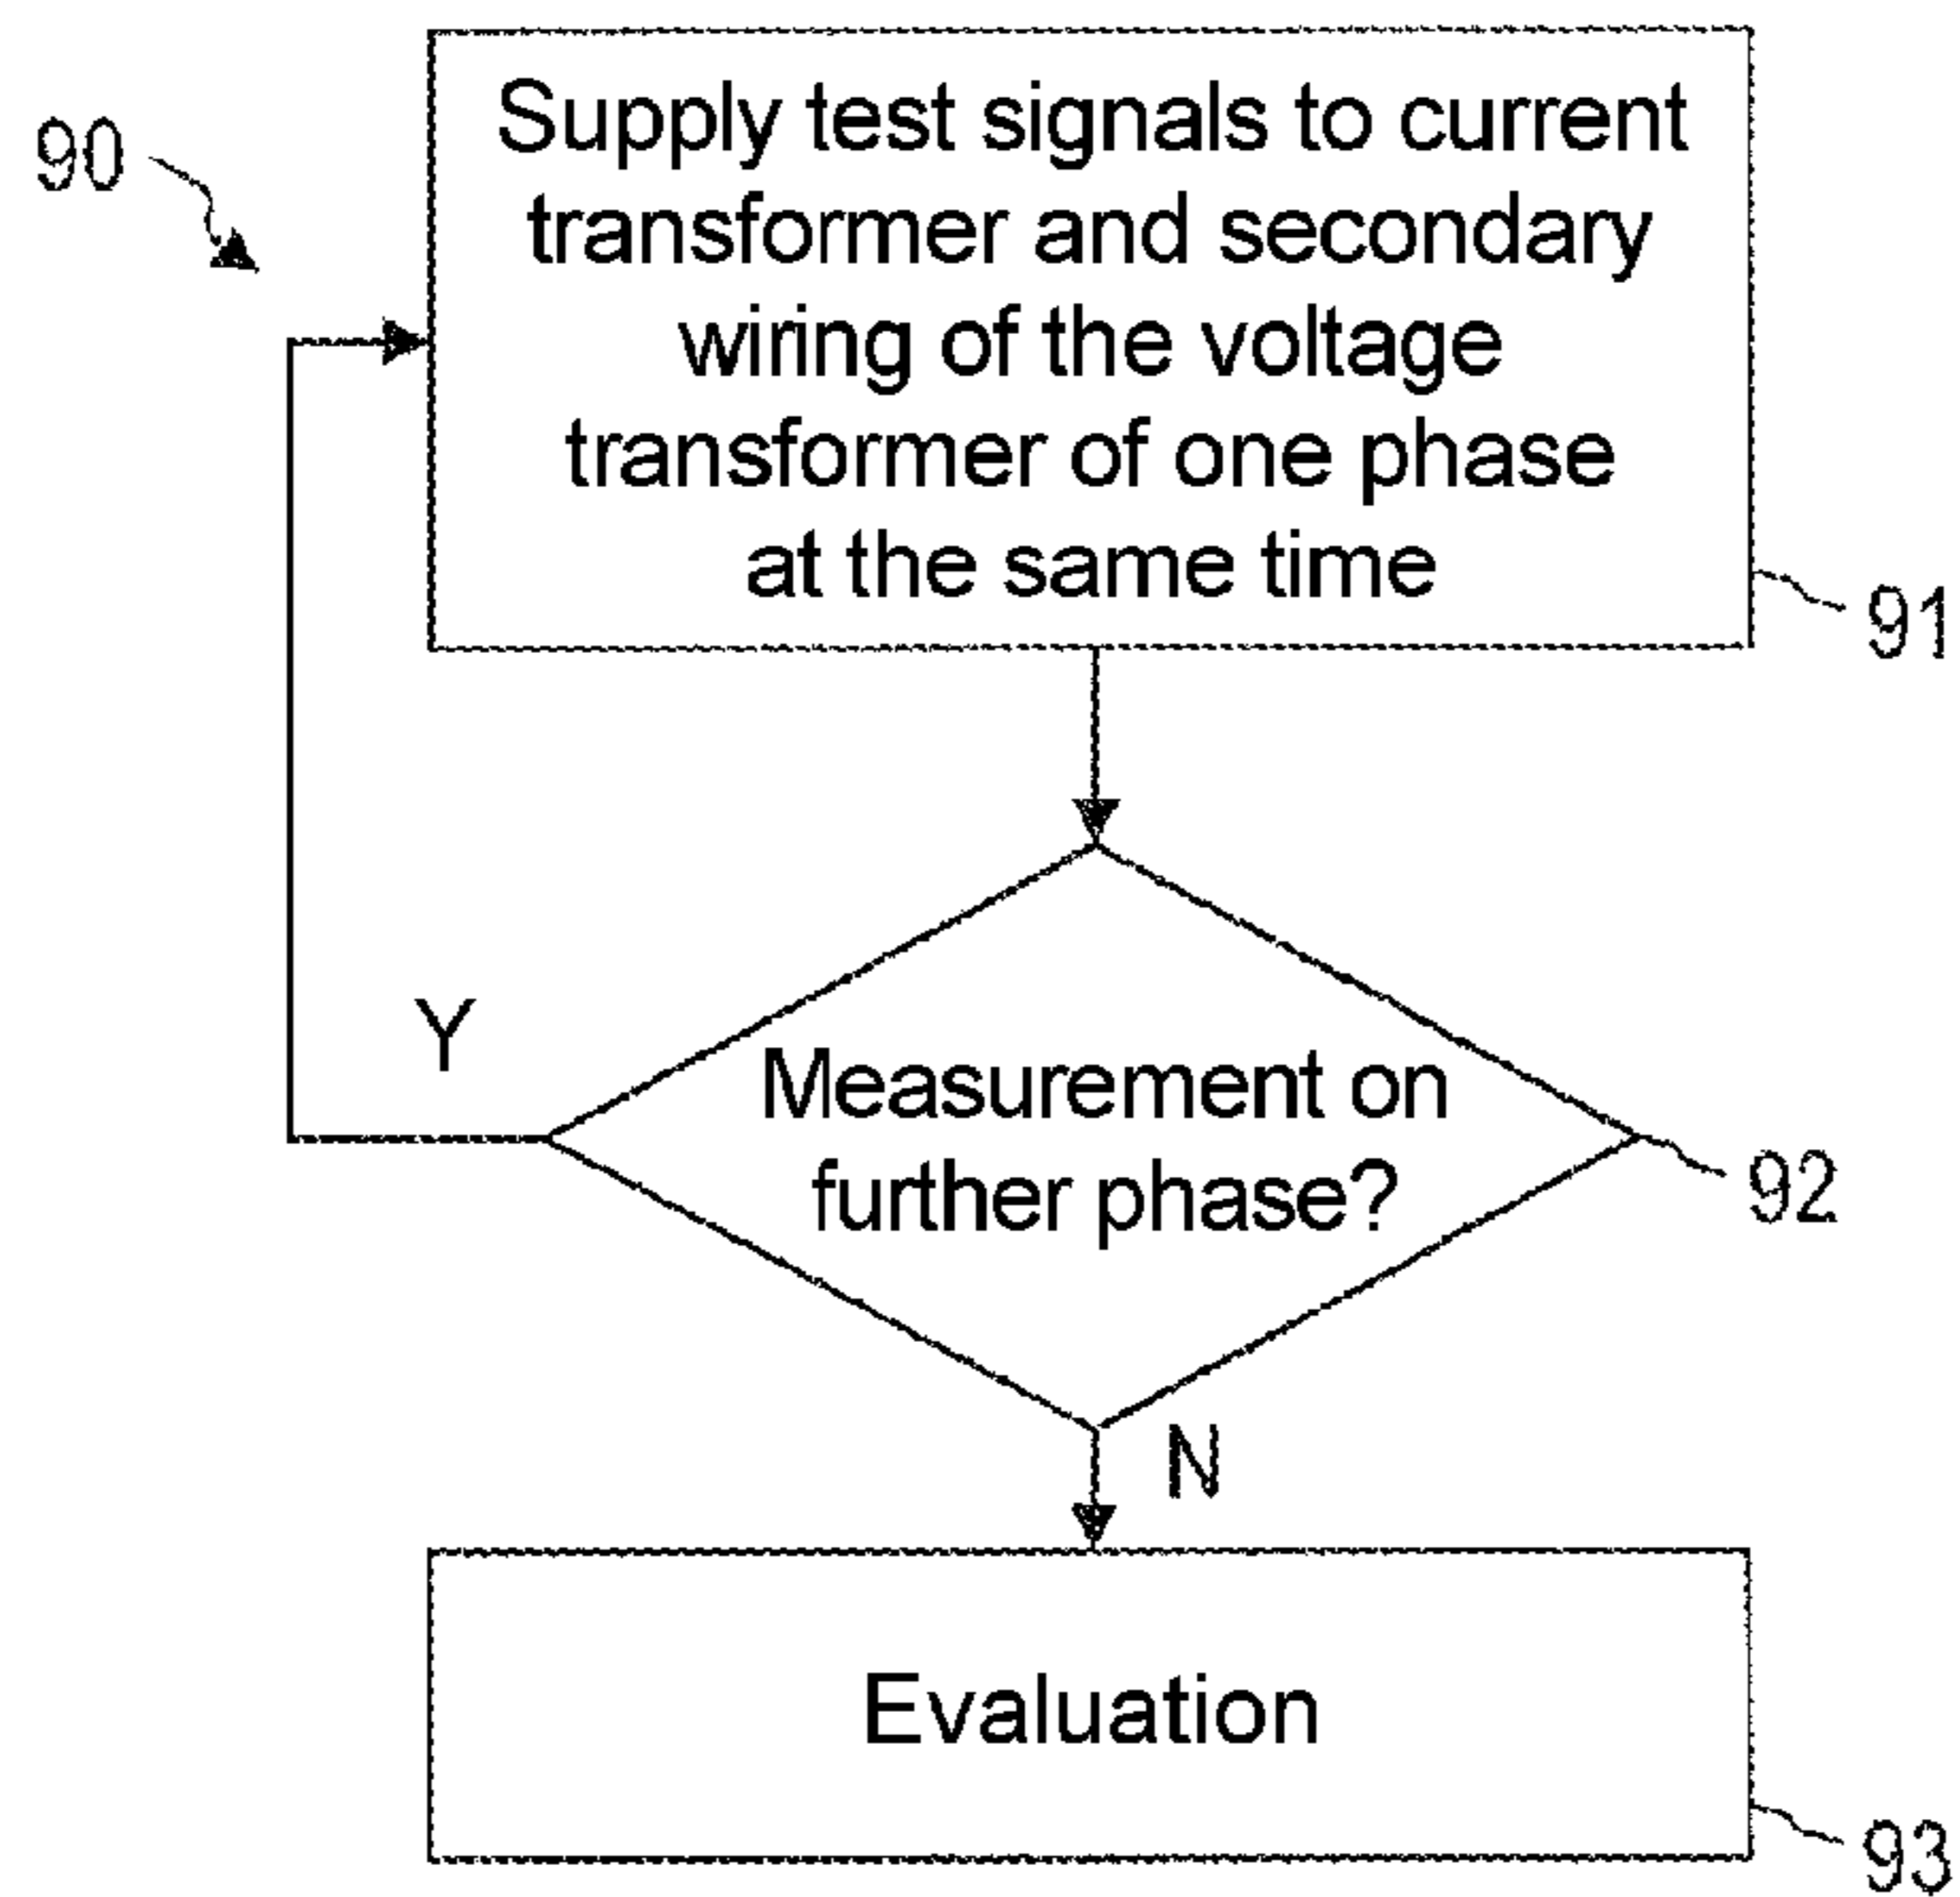 90
Supply test signals to current
transformer and secondary
wiring of the voltage
transformer of one phase
at the same time
91
Y
Measurement on
further phase?
92
N
Evaluation
93